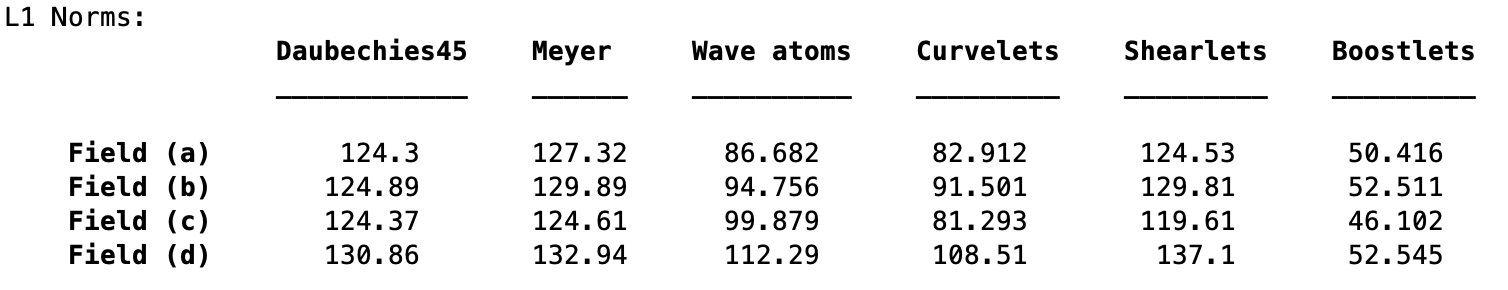 L1 Norms:
Daubechies45 Meyer Wave atoms Curvelets Shearlets Boostlets
Field (a) 124.3 127.32 86.682 82.912 124.53 50.416
Field (b) 124.89 129.89 94.756 91.501 129.81 52.511
Field (c) 124.37 124.61 99.879 81.293 119.61 46.102
Field (d) 130.86 132.94 112.29 108.51 137.1 52.545